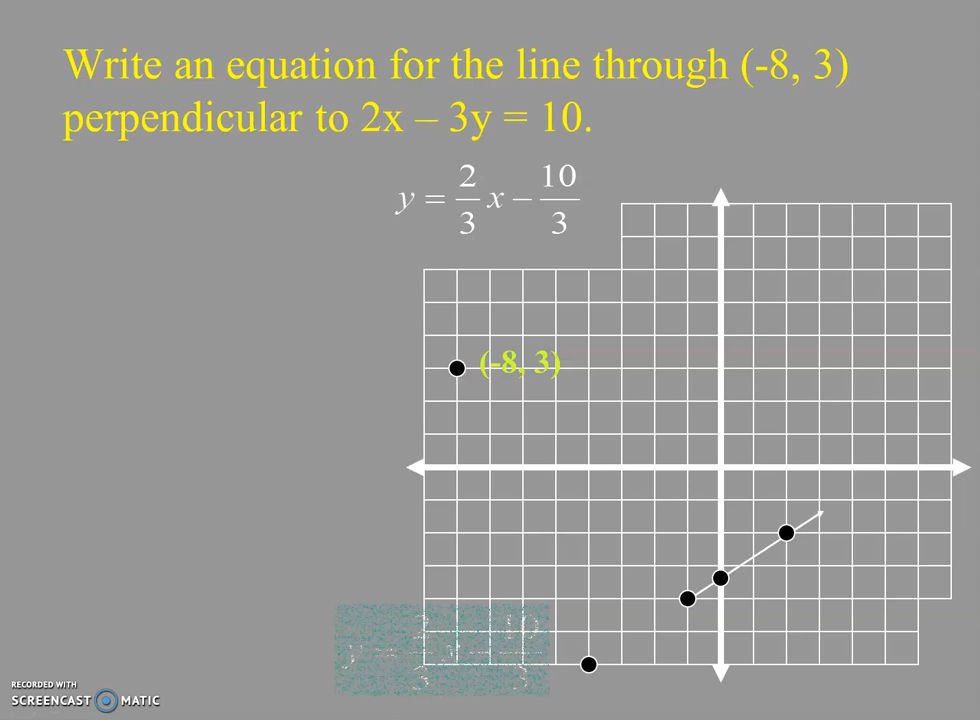 Write an equation for the line through (-8, 3)
perpendicular to 2x – 3y = 10.
y = 2/3 x − 10/3
(-8, 3)
RECORDED WITH
SCREENCAST MATIC